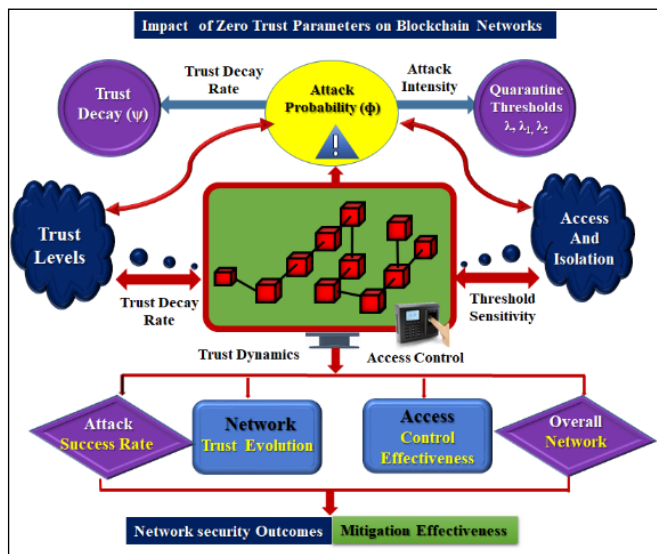 Impact of Zero Trust Parameters on Blockchain Networks
Trust
Decay (ψ)
Trust Decay
Rate
Attack
Probability (ϕ)
Attack
Intensity
Quarantine
Thresholds
λ, λ₁, λ₂
Trust
Levels
Access
And
Isolation
Trust Decay
Rate
Threshold
Sensitivity
Trust Dynamics
Access Control
Attack
Success Rate
Network
Trust Evolution
Access
Control
Effectiveness
Overall
Network
Network security Outcomes
Mitigation Effectiveness